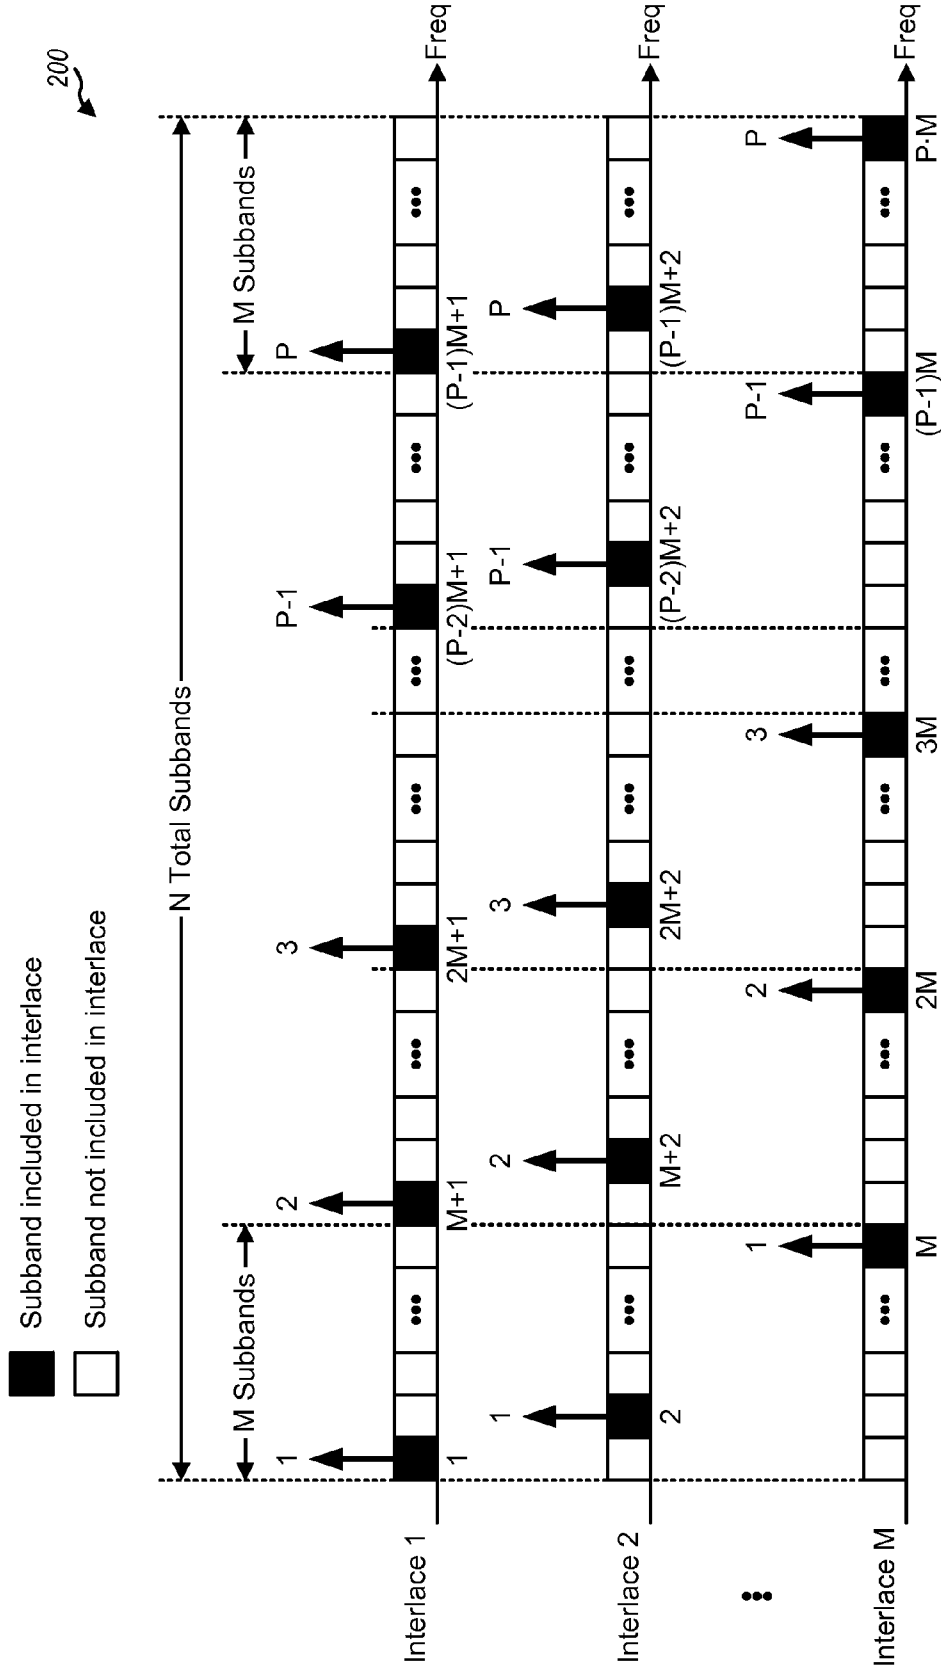 200
Subband included in interlace
Subband not included in interlace
N Total Subbands
M Subbands
M Subbands
1
2
3
P-1
P
Interlace 1
Freq
1
M+1
2M+1
(P-2)M+1
(P-1)M+1
1
2
3
P-1
P
Interlace 2
Freq
2
M+2
2M+2
(P-2)M+2
(P-1)M+2
1
2
3
P-1
P
Interlace M
Freq
M
2M
3M
(P-1)M
P·M